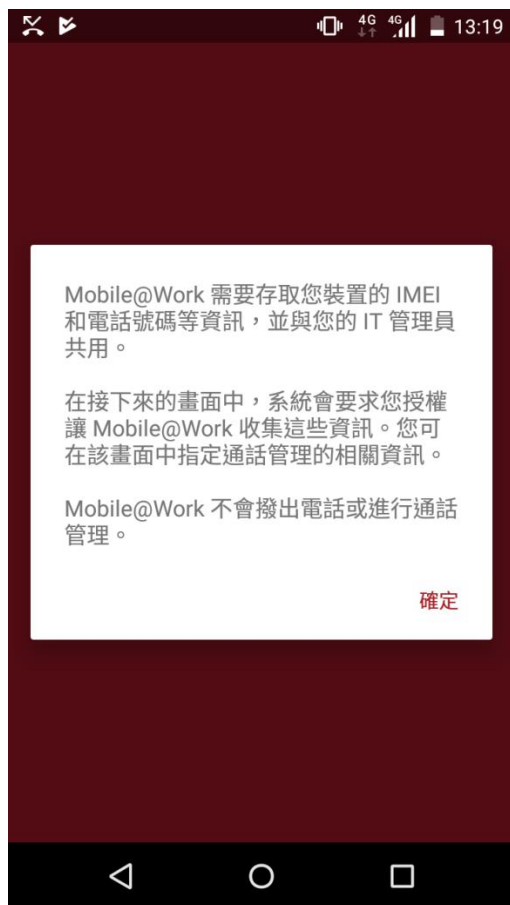 4G 4G 13:19
Mobile@Work 需要存取您裝置的 IMEI
和電話號碼等資訊，並與您的 IT 管理員
共用。
在接下來的畫面中，系統會要求您授權
讓 Mobile@Work 收集這些資訊。您可
在該畫面中指定通話管理的相關資訊。
Mobile@Work 不會撥出電話或進行通話
管理。
確定